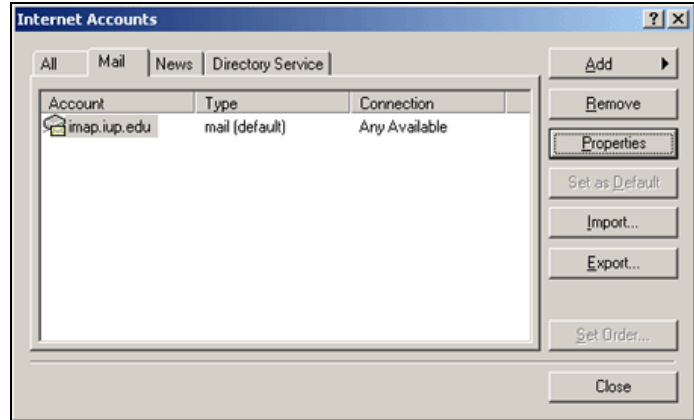 Internet Accounts
All Mail News Directory Service
Add
Account Type Connection
Remove
imap.iup.edu mail (default) Any Available
Properties
Set as Default
Import...
Export...
Set Order...
Close